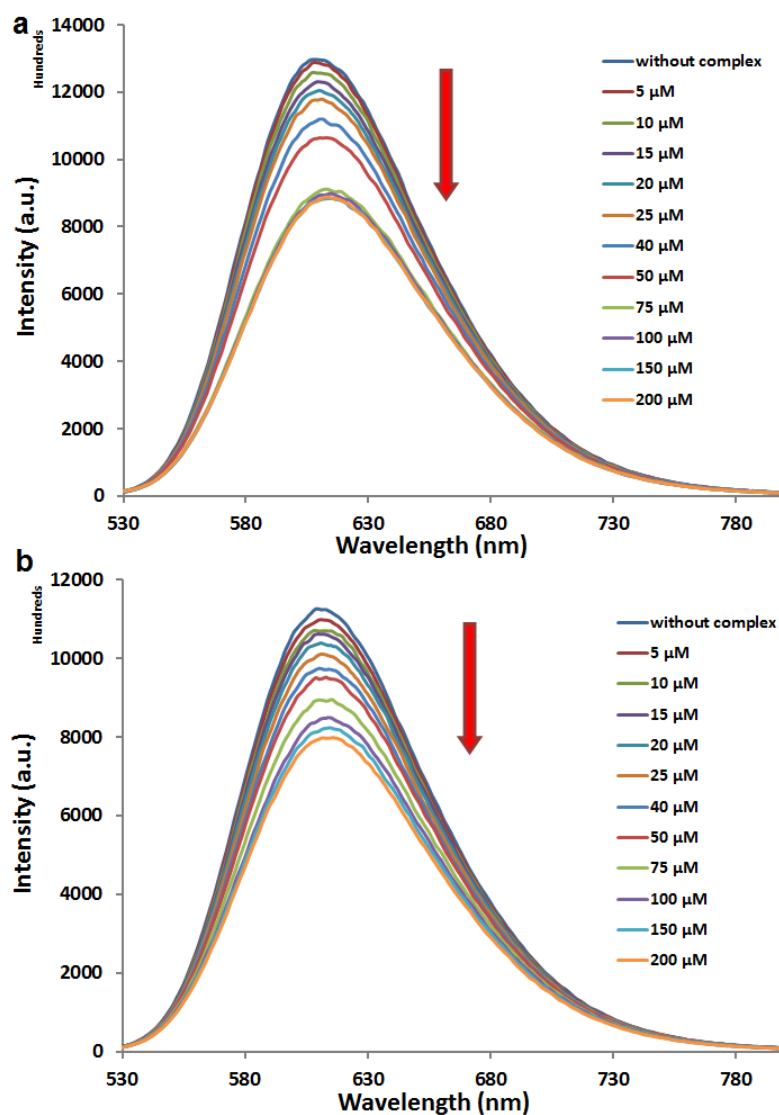 a
Hundreds
Intensity (a.u.)
14000
12000
10000
8000
6000
4000
2000
0
530
580
630
680
730
780
Wavelength (nm)
without complex
5 µM
10 µM
15 µM
20 µM
25 µM
40 µM
50 µM
75 µM
100 µM
150 µM
200 µM
b
Hundreds
Intensity (a.u.)
12000
10000
8000
6000
4000
2000
0
530
580
630
680
730
780
Wavelength (nm)
without complex
5 µM
10 µM
15 µM
20 µM
25 µM
40 µM
50 µM
75 µM
100 µM
150 µM
200 µM